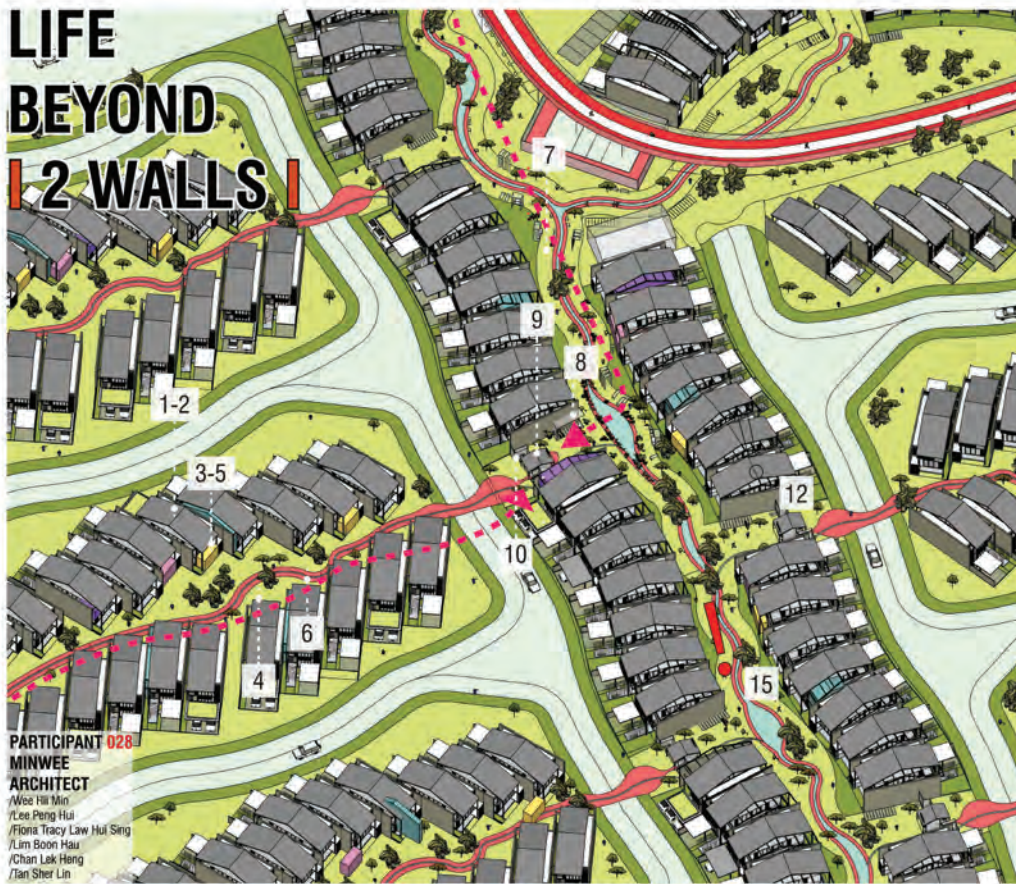 LIFE
BEYOND
| 2 WALLS |
7
9
8
1-2
3-5
12
10
6
4
15
PARTICIPANT 028
MINWEE
ARCHITECT
/Wee Hii Min
/Lee Peng Hui
/Fiona Tracy Law Hui Sing
/Lim Boon Hau
/Chan Lek Heng
/Tan Sher Lin